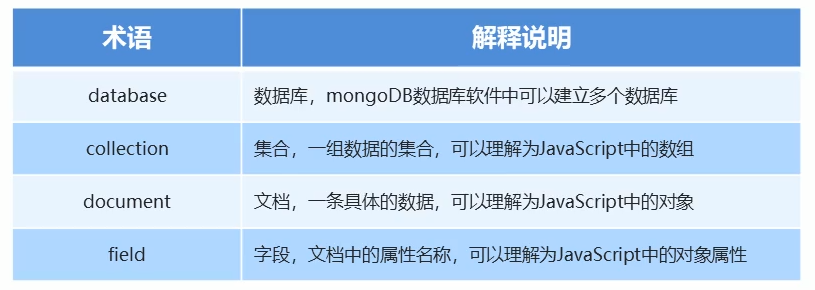 术语 解释说明
database 数据库，mongoDB数据库软件中可以建立多个数据库
collection 集合，一组数据的集合，可以理解为JavaScript中的数组
document 文档，一条具体的数据，可以理解为JavaScript中的对象
field 字段，文档中的属性名称，可以理解为JavaScript中的对象属性